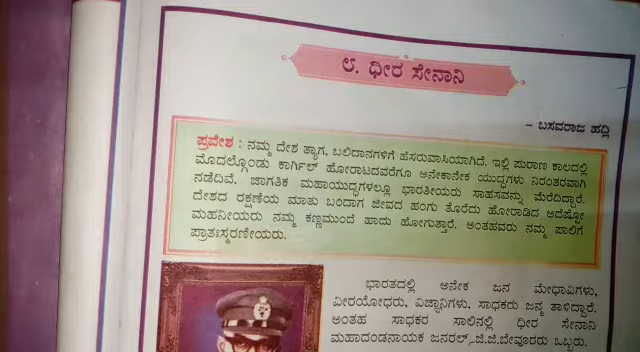 ೮. ಧೀರ ಸೇನಾನಿ
– ಬಸವರಾಜ ಹದ್ಲಿ
ಪ್ರವೇಶ : ನಮ್ಮ ದೇಶ ತ್ಯಾಗ, ಬಲಿದಾನಗಳಿಗೆ ಹೆಸರುವಾಸಿಯಾಗಿದೆ. ಇಲ್ಲಿ ಪುರಾಣ ಕಾಲದಲ್ಲಿ
ಮೊದಲ್ಗೊಂಡು ಕಾರ್ಗಿಲ್ ಹೋರಾಟದವರೆಗೂ ಅನೇಕಾನೇಕ ಯುದ್ಧಗಳು ನಿರಂತರವಾಗಿ
ನಡೆದಿವೆ. ಜಾಗತಿಕ ಮಹಾಯುದ್ಧಗಳಲ್ಲೂ ಭಾರತೀಯರು ಸಾಹಸವನ್ನು ಮೆರೆದಿದ್ದಾರೆ.
ದೇಶದ ರಕ್ಷಣೆಯ ಮಾತು ಬಂದಾಗ ಜೀವದ ಹಂಗು ತೊರೆದು ಹೋರಾಡಿದ ಅದೆಷ್ಟೋ
ಮಹನೀಯರು ನಮ್ಮ ಕಣ್ಣಮುಂದೆ ಹಾದು ಹೋಗುತ್ತಾರೆ. ಅಂತಹವರು ನಮ್ಮ ಪಾಲಿಗೆ
ಪ್ರಾತಃಸ್ಮರಣೀಯರು.
ಭಾರತದಲ್ಲಿ ಅನೇಕ ಜನ ಮೇಧಾವಿಗಳು,
ವೀರಯೋಧರು, ವಿಜ್ಞಾನಿಗಳು, ಸಾಧಕರು ಜನ್ಮ ತಾಳಿದ್ದಾರೆ.
ಅಂತಹ ಸಾಧಕರ ಸಾಲಿನಲ್ಲಿ ಧೀರ ಸೇನಾನಿ
ಮಹಾದಂಡನಾಯಕ ಜನರಲ್ ಜಿ.ಜಿ.ಬೇವೂರರು ಒಬ್ಬರು.